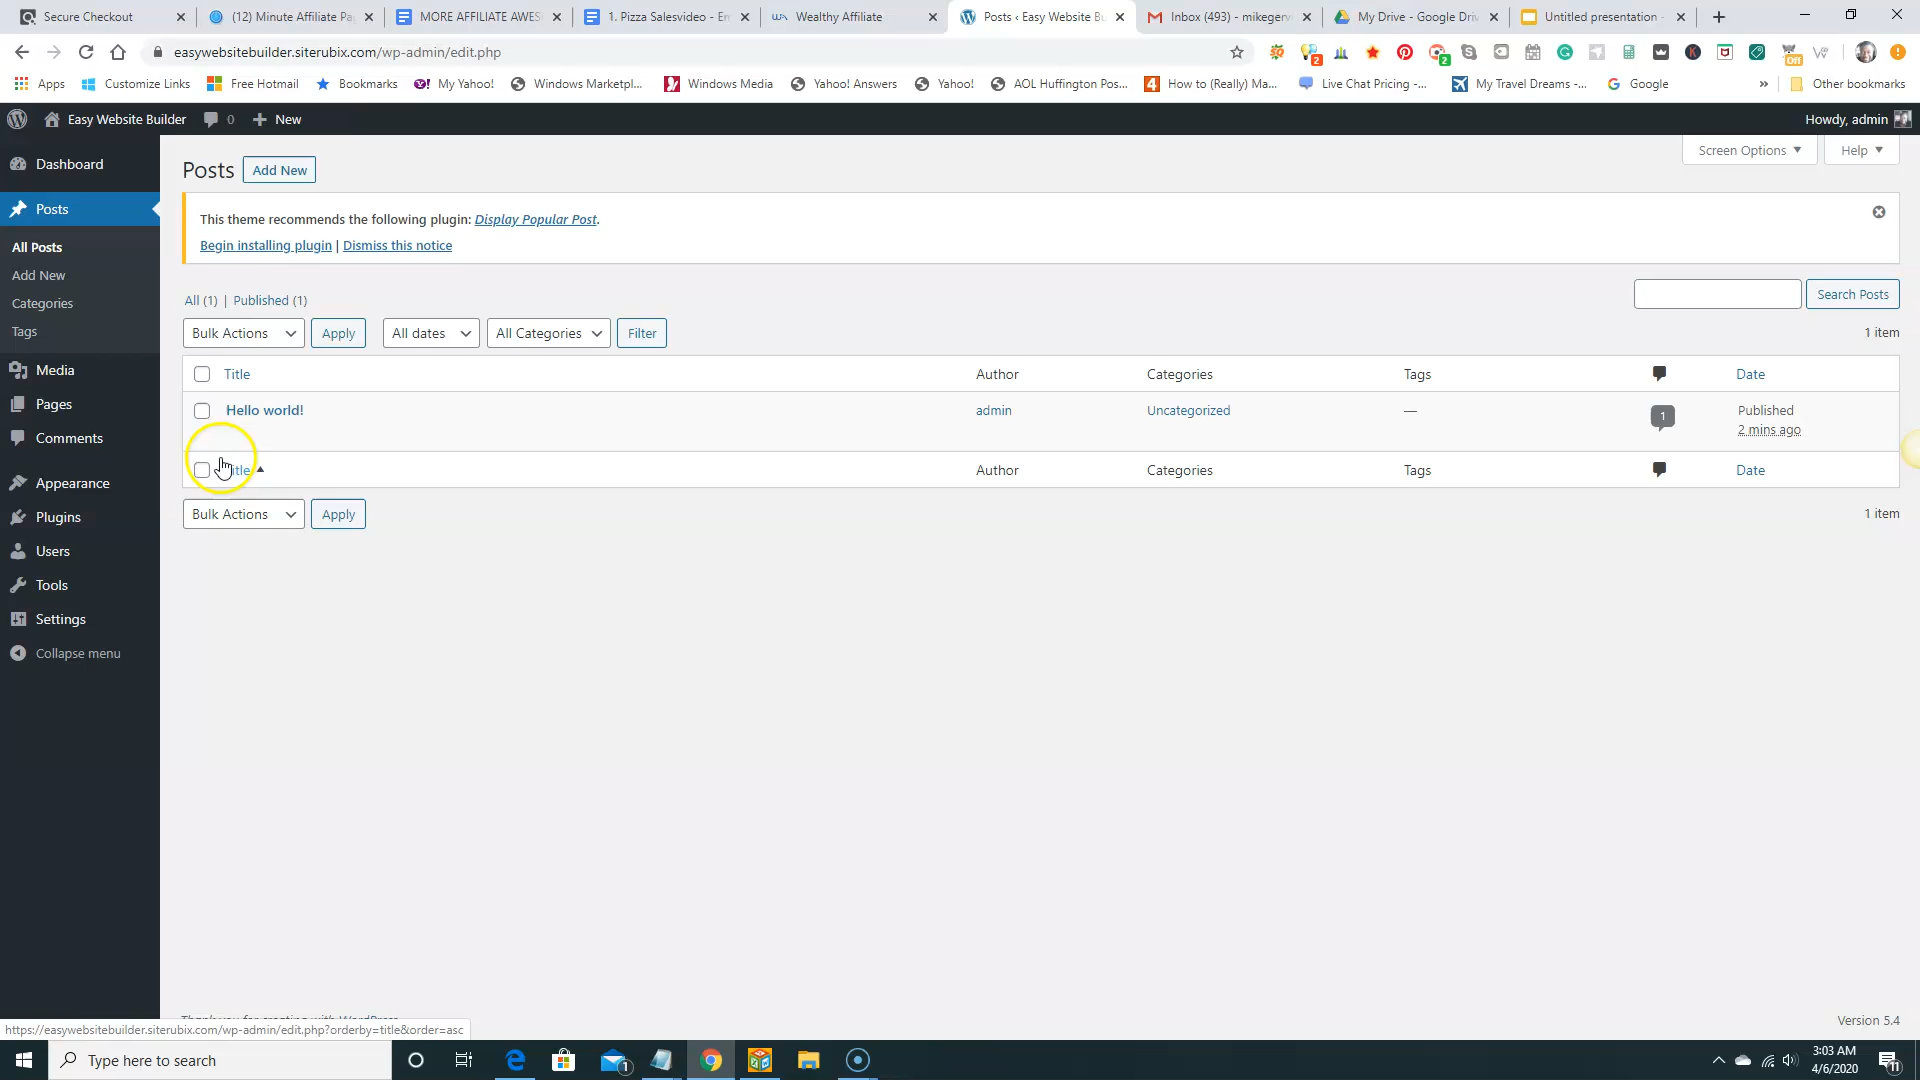 Secure Checkout
(12) Minute Affiliate Pa
MORE AFFILIATE AWES
1. Pizza Salesvideo - Em
Wealthy Affiliate
Posts ‹ Easy Website Bu
Inbox (493) - mikegerv
My Drive - Google Driv
Untitled presentation -
easywebsitebuilder.siterubix.com/wp-admin/edit.php
2
2
Off
Apps
Customize Links
Free Hotmail
Bookmarks
My Yahoo!
Windows Marketpl...
Windows Media
Yahoo! Answers
Yahoo!
AOL Huffington Pos...
How to (Really) Ma...
Live Chat Pricing -...
My Travel Dreams -...
Google
»
Other bookmarks
Easy Website Builder
0
New
Howdy, admin
Dashboard
Posts
All Posts
Add New
Categories
Tags
Media
Pages
Comments
Appearance
Plugins
Users
Tools
Settings
Collapse menu
Posts
Add New
Screen Options
Help
This theme recommends the following plugin: Display Popular Post.
Begin installing plugin | Dismiss this notice
All (1) | Published (1)
Search Posts
Bulk Actions
Apply
All dates
All Categories
Filter
1 item
Title
Author
Categories
Tags
Date
Hello world!
admin
Uncategorized
—
1
Published
2 mins ago
Author
Categories
Tags
Date
Bulk Actions
Apply
1 item
https://easywebsitebuilder.siterubix.com/wp-admin/edit.php?orderby=title&order=asc
Version 5.4
Type here to search
1
3:03 AM
4/6/2020
11